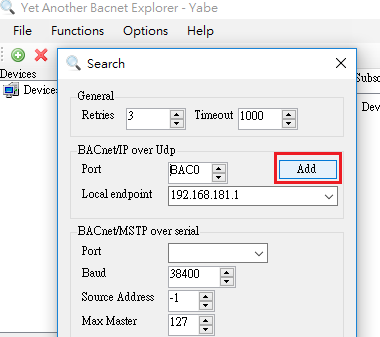 Yet Another Bacnet Explorer - Yabe
File Functions Options Help
Devices
Device
Search
Subsc
Dev
General
Retries 3 Timeout 1000
BACnet/IP over Udp
Port BAC0 Add
Local endpoint 192.168.181.1
BACnet/MSTP over serial
Port
Baud 38400
Source Address -1
Max Master 127